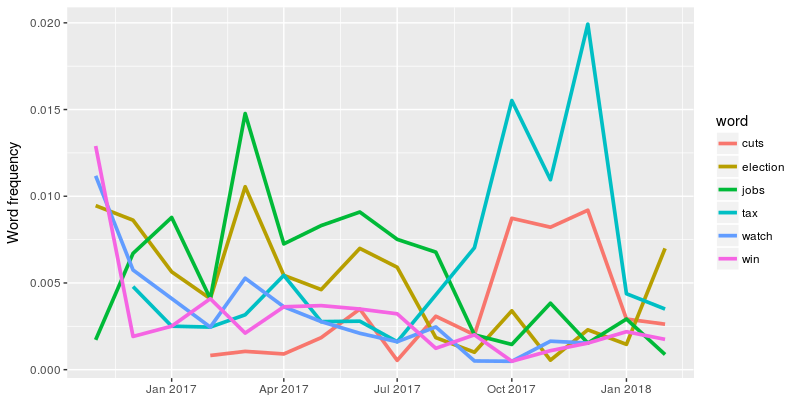 0.020
0.015
0.010
0.005
0.000
Word frequency
Jan 2017
Apr 2017
Jul 2017
Oct 2017
Jan 2018
word
cuts
election
jobs
tax
watch
win